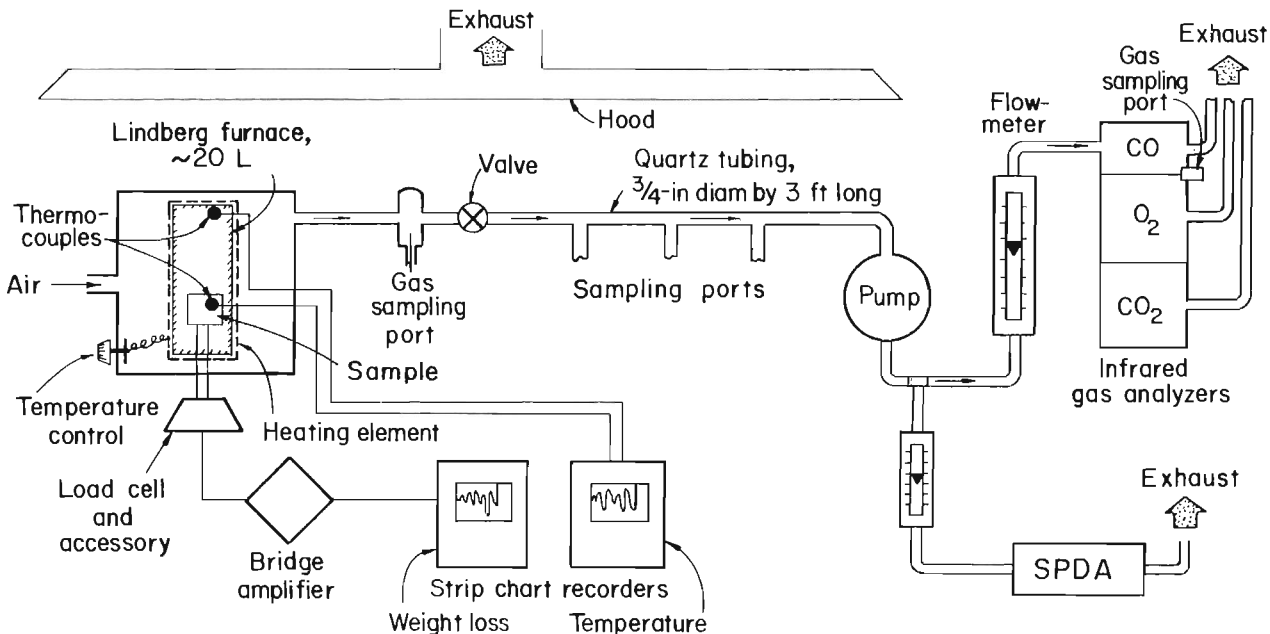 Exhaust
Hood
Lindberg furnace,
~20 L
Thermo-
couples
Air
Temperature
control
Load cell
and
accessory
Sample
Heating element
Bridge
amplifier
Strip chart recorders
Weight loss
Temperature
Gas
sampling
port
Valve
Quartz tubing,
3/4-in diam by 3 ft long
Sampling ports
Pump
Flow-
meter
Exhaust
Gas
sampling
port
CO
O2
CO2
Infrared
gas analyzers
Exhaust
SPDA